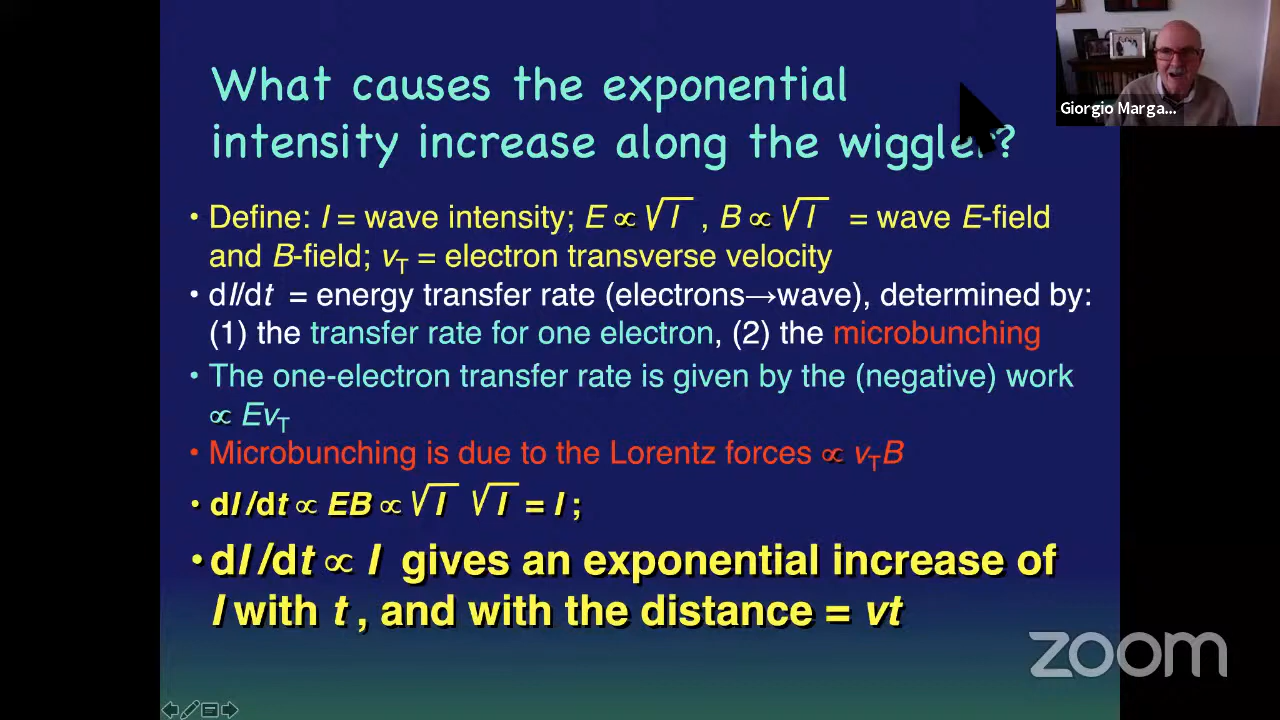 What causes the exponential
intensity increase along the wiggler?
Giorgio Marga...
• Define: I = wave intensity; E ∝ √I , B ∝ √I = wave E-field
and B-field; vT = electron transverse velocity
• dI/dt = energy transfer rate (electrons→wave), determined by:
(1) the transfer rate for one electron, (2) the microbunching
• The one-electron transfer rate is given by the (negative) work
∝ EvT
• Microbunching is due to the Lorentz forces ∝ vTB
• dI/dt ∝ EB ∝ √I √I = I ;
• dI/dt ∝ I gives an exponential increase of
I with t , and with the distance = vt
zoom